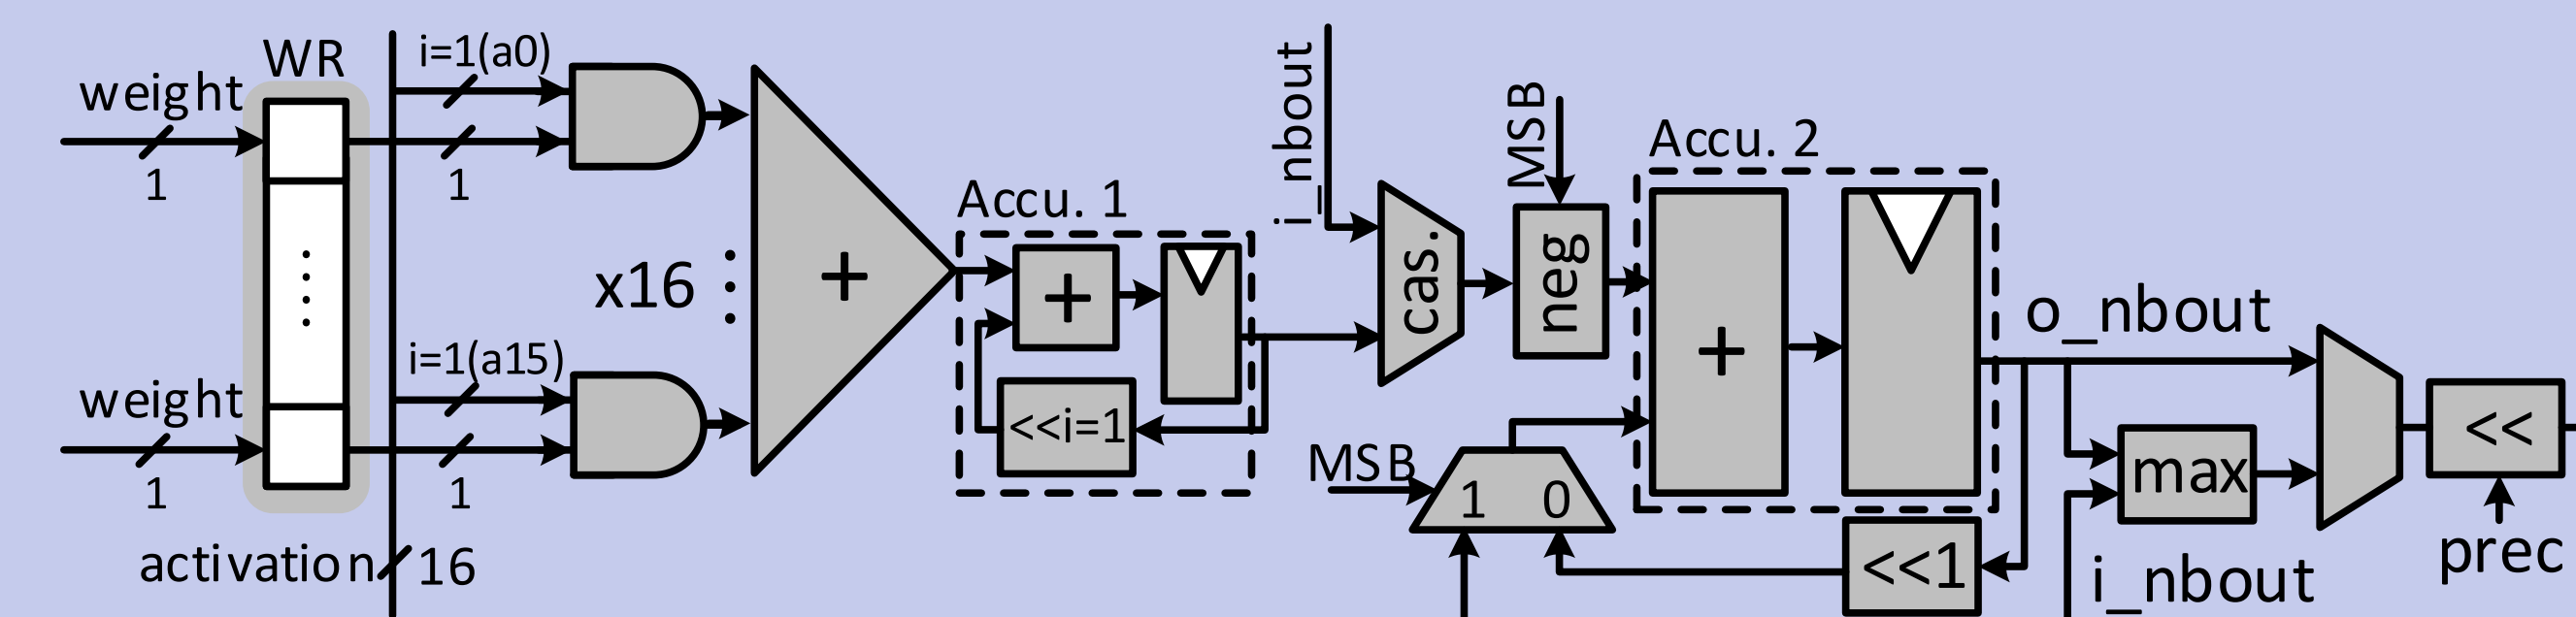 WR
weight
1
i=1(a0)
1
x16
weight
1
i=1(a15)
1
activation
16
+
Accu. 1
+
<<i=1
i_nbout
cas.
MSB
neg
Accu. 2
+
MSB
1 0
<<1
o_nbout
max
i_nbout
<<
prec